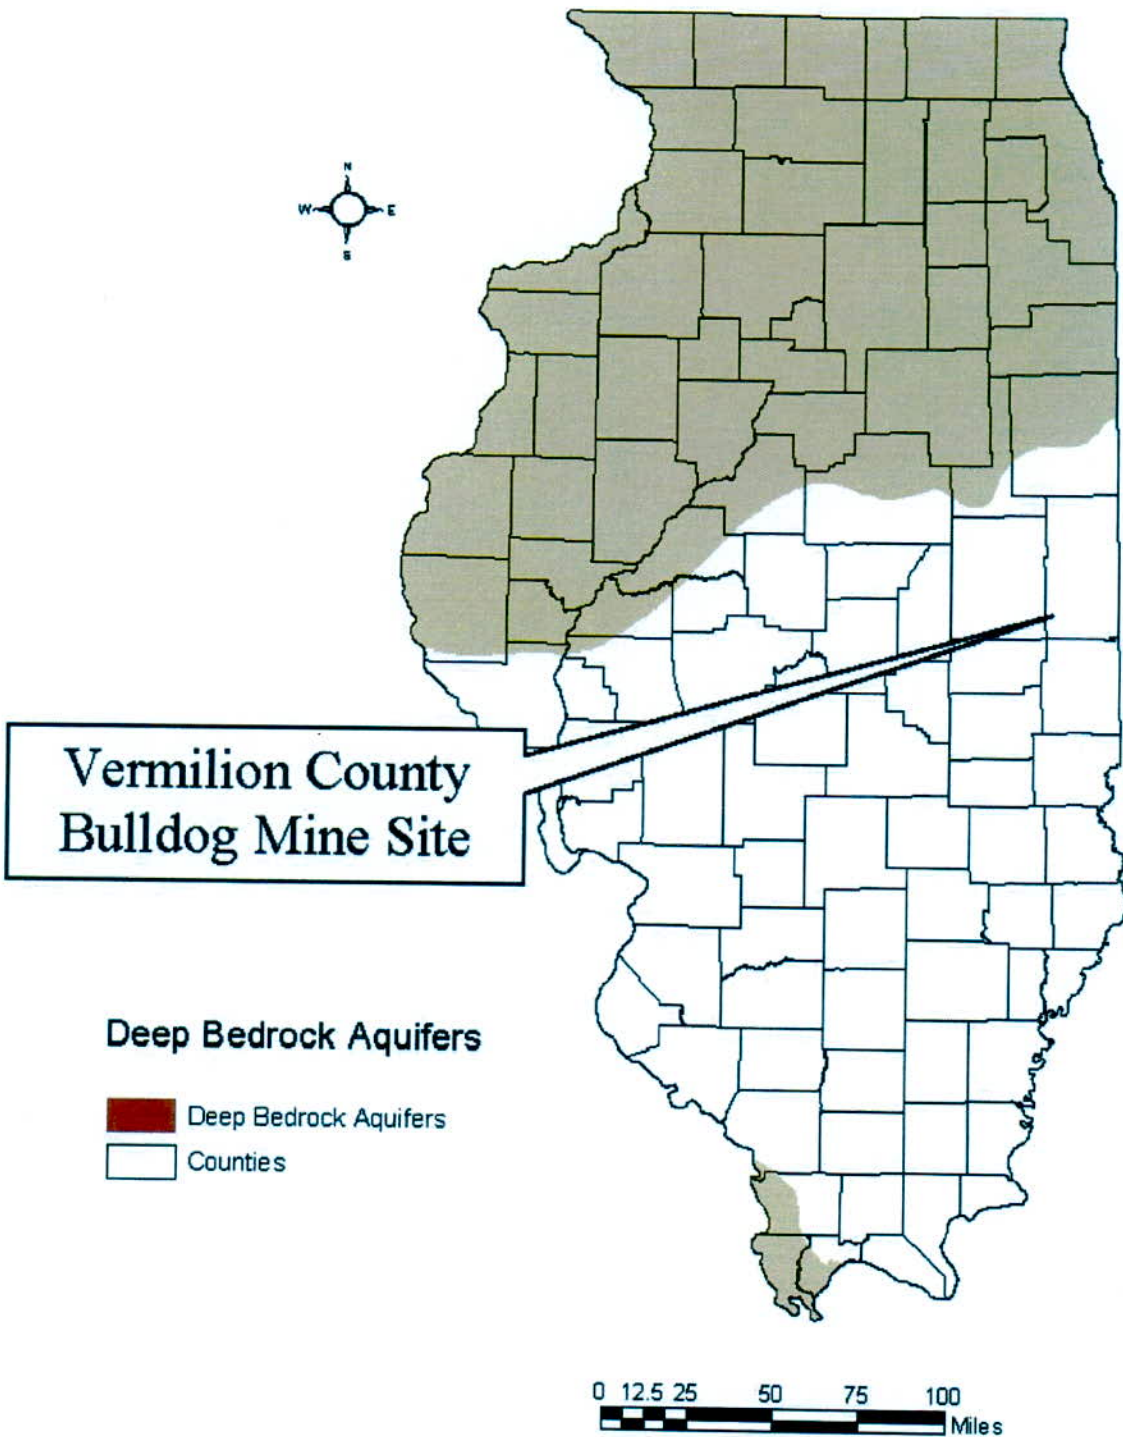 N
W E
S
Vermilion County
Bulldog Mine Site
Deep Bedrock Aquifers
Deep Bedrock Aquifers
Counties
0 12.5 25 50 75 100
Miles